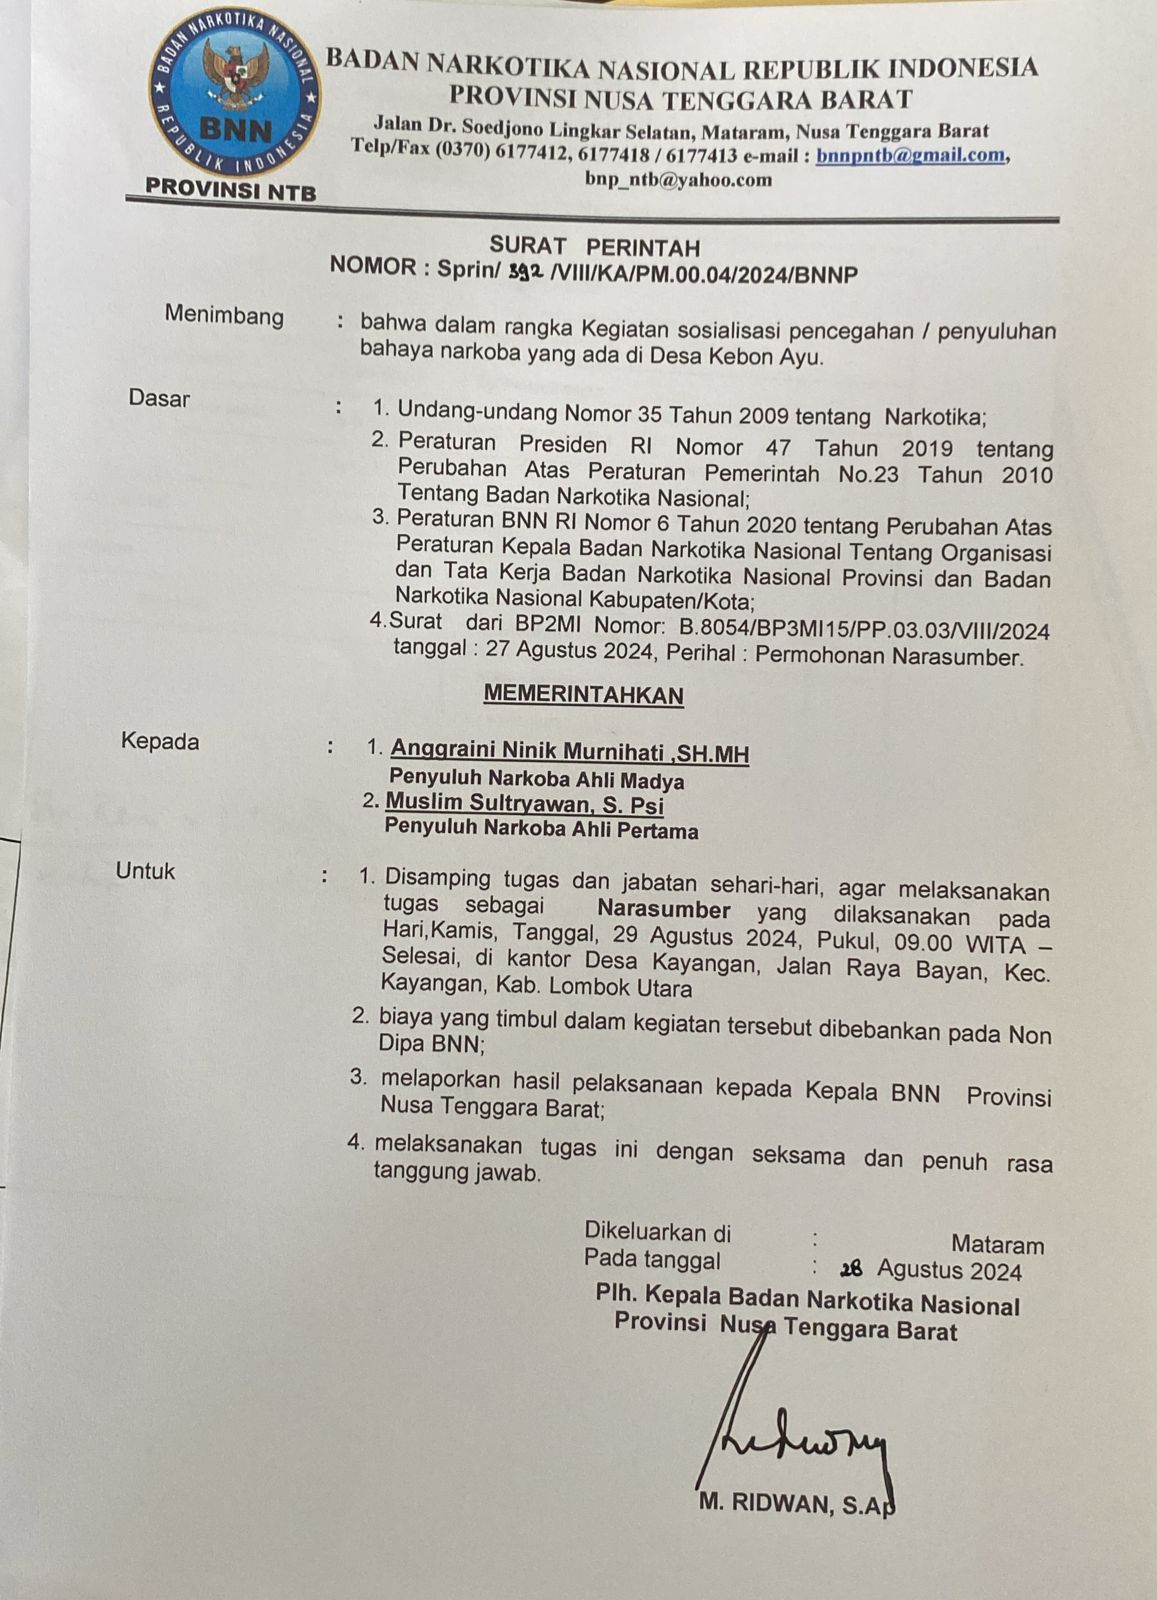 BADAN NARKOTIKA NASIONAL
REPUBLIK INDONESIA
BNN
PROVINSI NTB
BADAN NARKOTIKA NASIONAL REPUBLIK INDONESIA
PROVINSI NUSA TENGGARA BARAT
Jalan Dr. Soedjono Lingkar Selatan, Mataram, Nusa Tenggara Barat
Telp/Fax (0370) 6177412, 6177418 / 6177413 e-mail : bnnpntb@gmail.com,
bnp_ntb@yahoo.com
SURAT PERINTAH
NOMOR : Sprin/ 392 /VIII/KA/PM.00.04/2024/BNNP
Menimbang : bahwa dalam rangka Kegiatan sosialisasi pencegahan / penyuluhan
bahaya narkoba yang ada di Desa Kebon Ayu.
Dasar : 1. Undang-undang Nomor 35 Tahun 2009 tentang Narkotika;
2. Peraturan Presiden RI Nomor 47 Tahun 2019 tentang
Perubahan Atas Peraturan Pemerintah No.23 Tahun 2010
Tentang Badan Narkotika Nasional;
3. Peraturan BNN RI Nomor 6 Tahun 2020 tentang Perubahan Atas
Peraturan Kepala Badan Narkotika Nasional Tentang Organisasi
dan Tata Kerja Badan Narkotika Nasional Provinsi dan Badan
Narkotika Nasional Kabupaten/Kota;
4.Surat dari BP2MI Nomor: B.8054/BP3MI15/PP.03.03/VIII/2024
tanggal : 27 Agustus 2024, Perihal : Permohonan Narasumber.
MEMERINTAHKAN
Kepada : 1. Anggraini Ninik Murnihati ,SH.MH
Penyuluh Narkoba Ahli Madya
2. Muslim Sultryawan, S. Psi
Penyuluh Narkoba Ahli Pertama
Untuk : 1. Disamping tugas dan jabatan sehari-hari, agar melaksanakan
tugas sebagai Narasumber yang dilaksanakan pada
Hari,Kamis, Tanggal, 29 Agustus 2024, Pukul, 09.00 WITA –
Selesai, di kantor Desa Kayangan, Jalan Raya Bayan, Kec.
Kayangan, Kab. Lombok Utara
2. biaya yang timbul dalam kegiatan tersebut dibebankan pada Non
Dipa BNN;
3. melaporkan hasil pelaksanaan kepada Kepala BNN Provinsi
Nusa Tenggara Barat;
4. melaksanakan tugas ini dengan seksama dan penuh rasa
tanggung jawab.
Dikeluarkan di : Mataram
Pada tanggal : 28 Agustus 2024
Plh. Kepala Badan Narkotika Nasional
Provinsi Nusa Tenggara Barat
M. RIDWAN, S.Ap